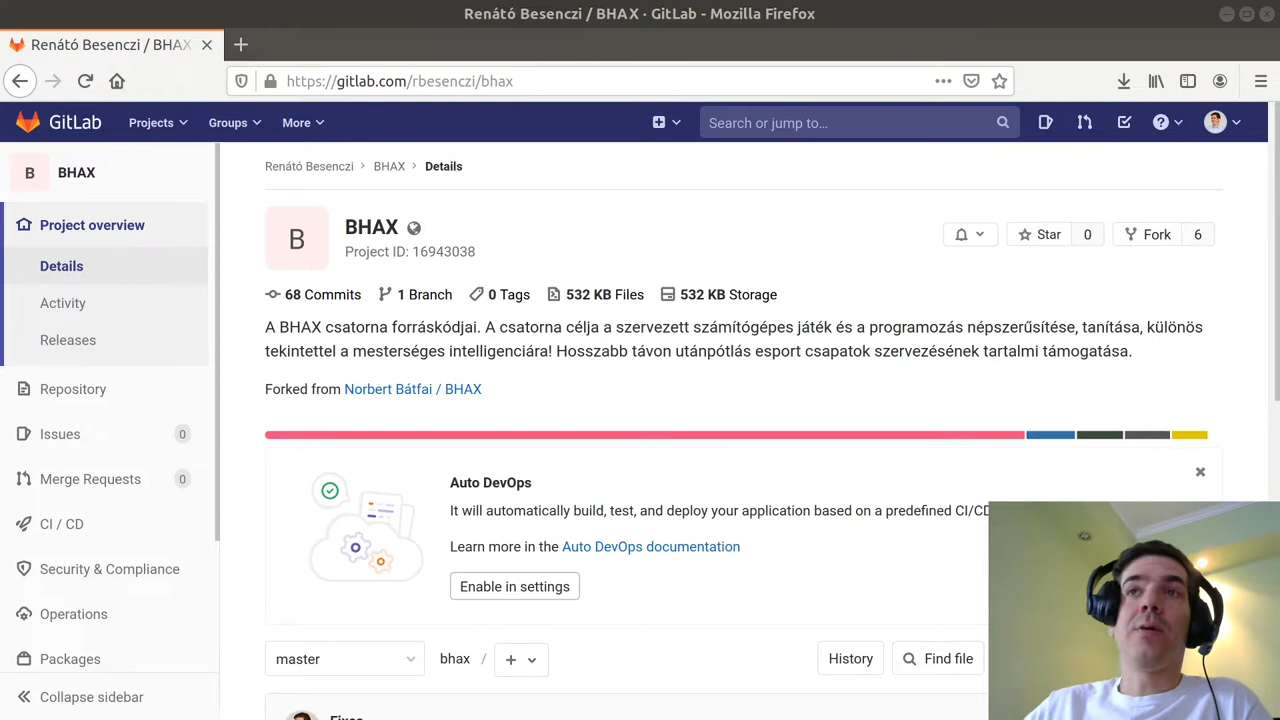 Renátó Besenczi / BHAX · GitLab - Mozilla Firefox
Renátó Besenczi / BHAX
https://gitlab.com/rbesenczi/bhax
GitLab Projects Groups More Search or jump to...
B BHAX
Project overview
Details
Activity
Releases
Repository
Issues 0
Merge Requests 0
CI / CD
Security & Compliance
Operations
Packages
Collapse sidebar
Renátó Besenczi > BHAX > Details
B
BHAX
Project ID: 16943038
Star 0 Fork 6
68 Commits 1 Branch 0 Tags 532 KB Files 532 KB Storage
A BHAX csatorna forráskódjai. A csatorna célja a szervezett számítógépes játék és a programozás népszerűsítése, tanítása, különös
tekintettel a mesterséges intelligenciára! Hosszabb távon utánpótlás esport csapatok szervezésének tartalmi támogatása.
Forked from Norbert Bátfai / BHAX
Auto DevOps
It will automatically build, test, and deploy your application based on a predefined CI/CD
Learn more in the Auto DevOps documentation
Enable in settings
master bhax / + History Find file